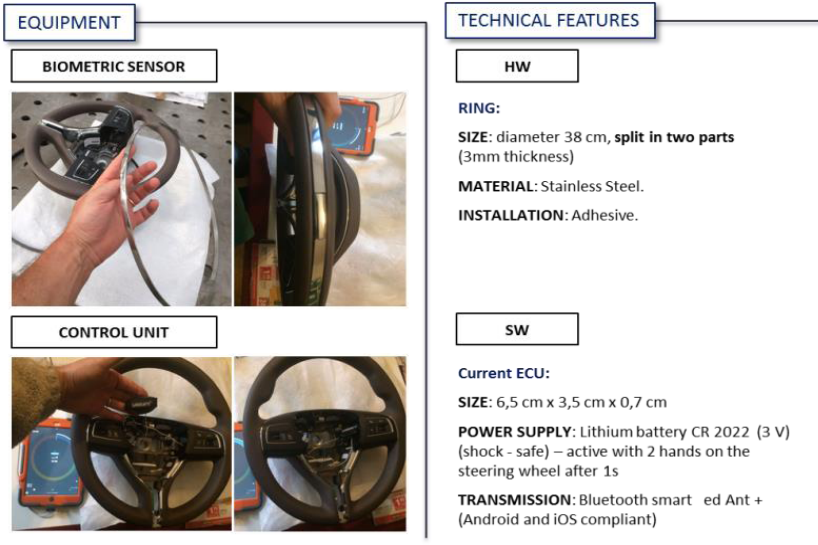 EQUIPMENT
BIOMETRIC SENSOR
CONTROL UNIT
TECHNICAL FEATURES
HW
RING:
SIZE: diameter 38 cm, split in two parts
(3mm thickness)
MATERIAL: Stainless Steel.
INSTALLATION: Adhesive.
SW
Current ECU:
SIZE: 6,5 cm x 3,5 cm x 0,7 cm
POWER SUPPLY: Lithium battery CR 2022 (3 V)
(shock - safe) – active with 2 hands on the
steering wheel after 1s
TRANSMISSION: Bluetooth smart ed Ant +
(Android and iOS compliant)